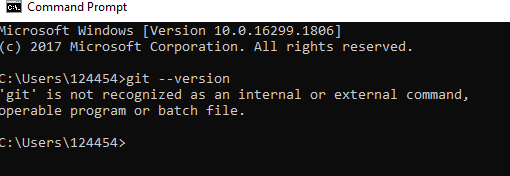 Command Prompt
Microsoft Windows [Version 10.0.16299.1806]
(c) 2017 Microsoft Corporation. All rights reserved.
C:\Users\124454>git --version
'git' is not recognized as an internal or external command,
operable program or batch file.
C:\Users\124454>